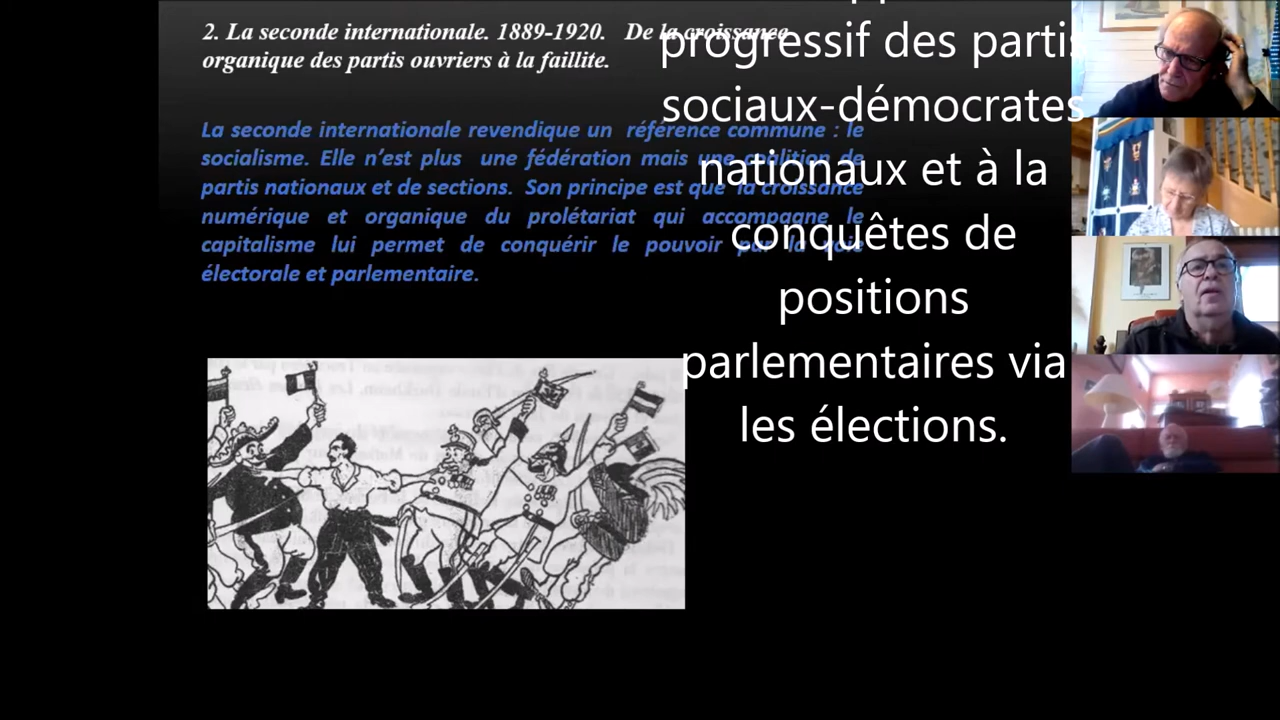 2. La seconde internationale. 1889-1920. De la croissance
organique des partis ouvriers à la faillite.
La seconde internationale revendique un référence commune : le
socialisme. Elle n'est plus une fédération mais une coalition de
partis nationaux et de sections. Son principe est que la croissance
numérique et organique du prolétariat qui accompagne le
capitalisme lui permet de conquérir le pouvoir par la voie
électorale et parlementaire.
progressif des partis
sociaux-démocrates
nationaux et à la
conquêtes de
positions
parlementaires via
les élections.